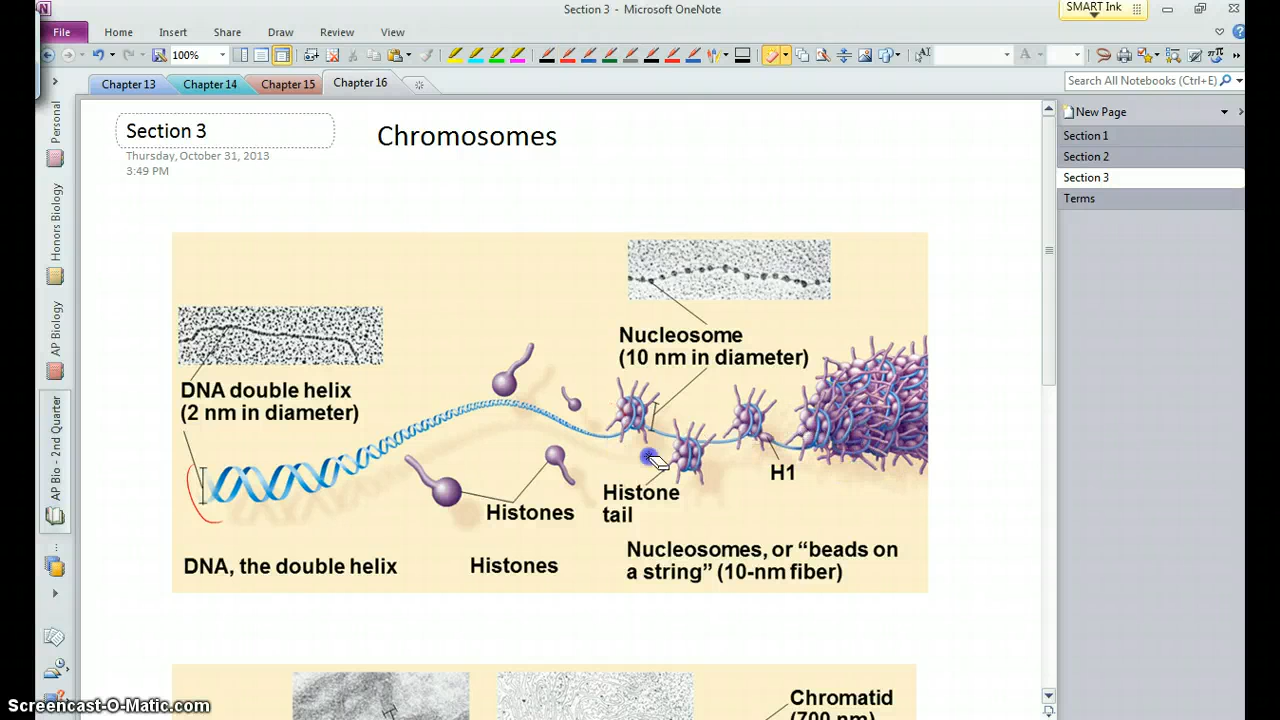 Section 3 - Microsoft OneNote
SMART Ink
File Home Insert Share Draw Review View
100%
Chapter 13 Chapter 14 Chapter 15 Chapter 16
Search All Notebooks (Ctrl+E)
New Page
Section 1
Section 2
Section 3
Terms
Personal
Honors Biology
AP Biology
AP Bio - 2nd Quarter
Section 3
Thursday, October 31, 2013
3:49 PM
Chromosomes
Nucleosome
(10 nm in diameter)
DNA double helix
(2 nm in diameter)
H1
Histone
tail
Histones
DNA, the double helix
Histones
Nucleosomes, or “beads on
a string” (10-nm fiber)
Chromatid
(700 nm)
Screencast-O-Matic.com